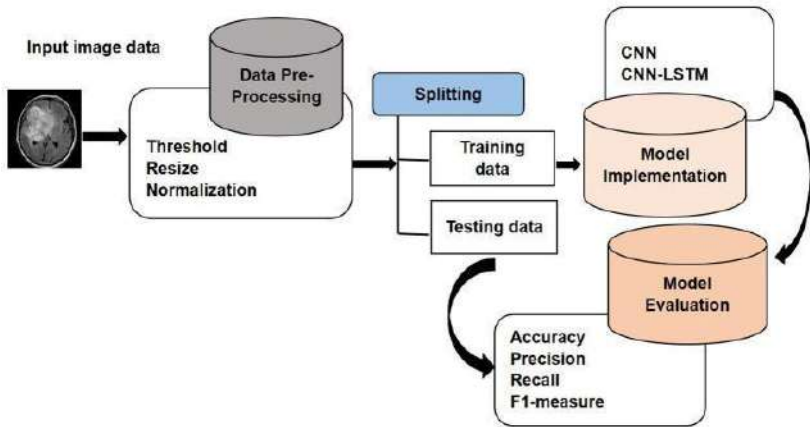 Input image data
Data Pre-
Processing
Threshold
Resize
Normalization
Splitting
Training
data
Testing data
CNN
CNN-LSTM
Model
Implementation
Model
Evaluation
Accuracy
Precision
Recall
F1-measure